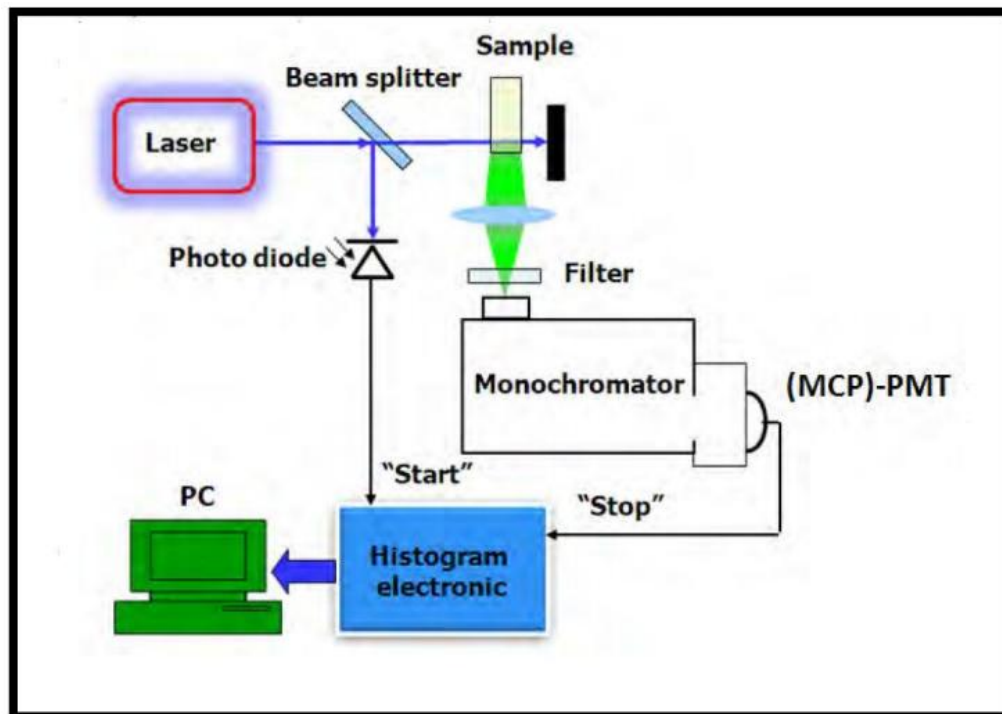 Sample
Beam splitter
Laser
Photo diode
Filter
Monochromator
(MCP)-PMT
“Start”
PC
“Stop”
Histogram
electronic